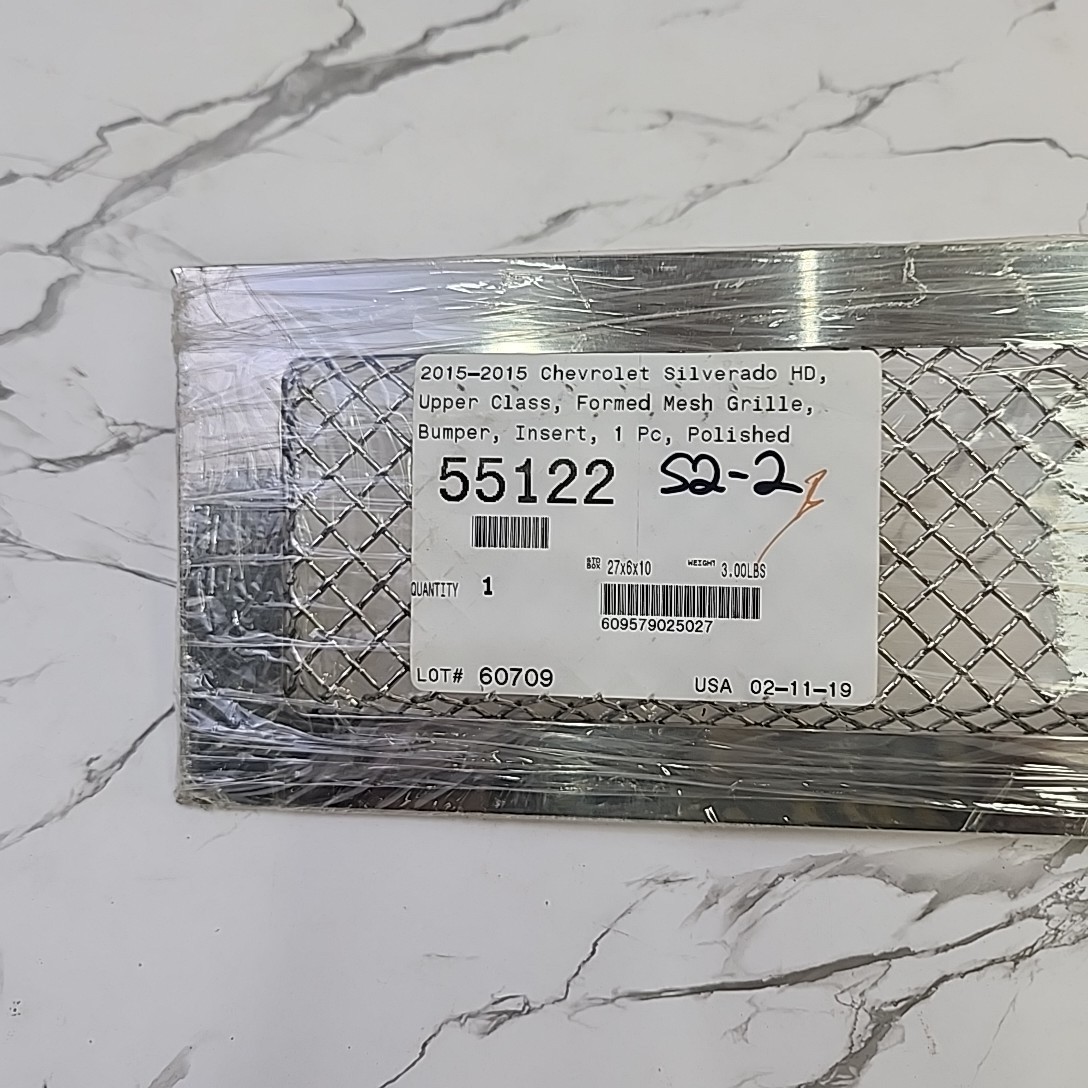 2015-2015 Chevrolet Silverado HD,
Upper Class, Formed Mesh Grille,
Bumper, Insert, 1 Pc, Polished
55122 S2-2
STD BOX 27x6x10 WEIGHT 3.00LBS
QUANTITY 1
609579025027
LOT# 60709 USA 02-11-19